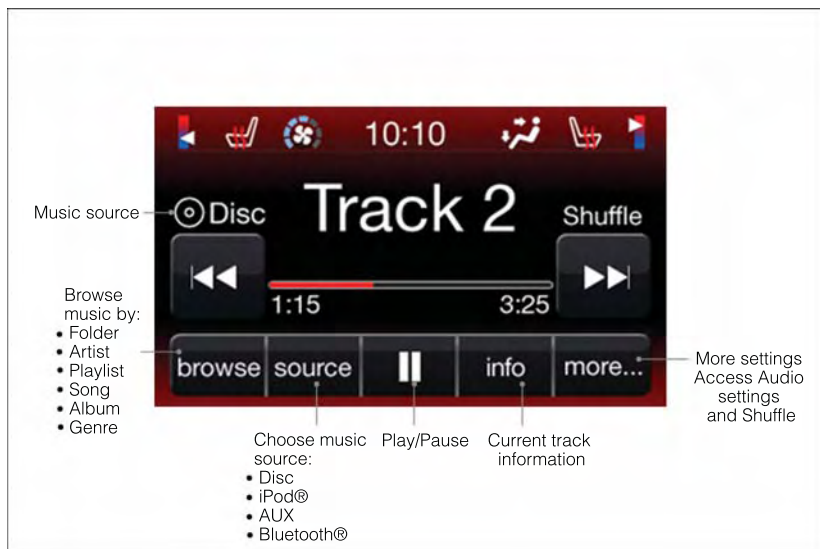 10:10
Music source
Disc
Track 2
Shuffle
1:15
3:25
Browse
music by:
• Folder
• Artist
• Playlist
• Song
• Album
• Genre
browse
source
info
more...
More settings
Access Audio
settings
and Shuffle
Choose music
source:
• Disc
• iPod®
• AUX
• Bluetooth®
Play/Pause
Current track
information